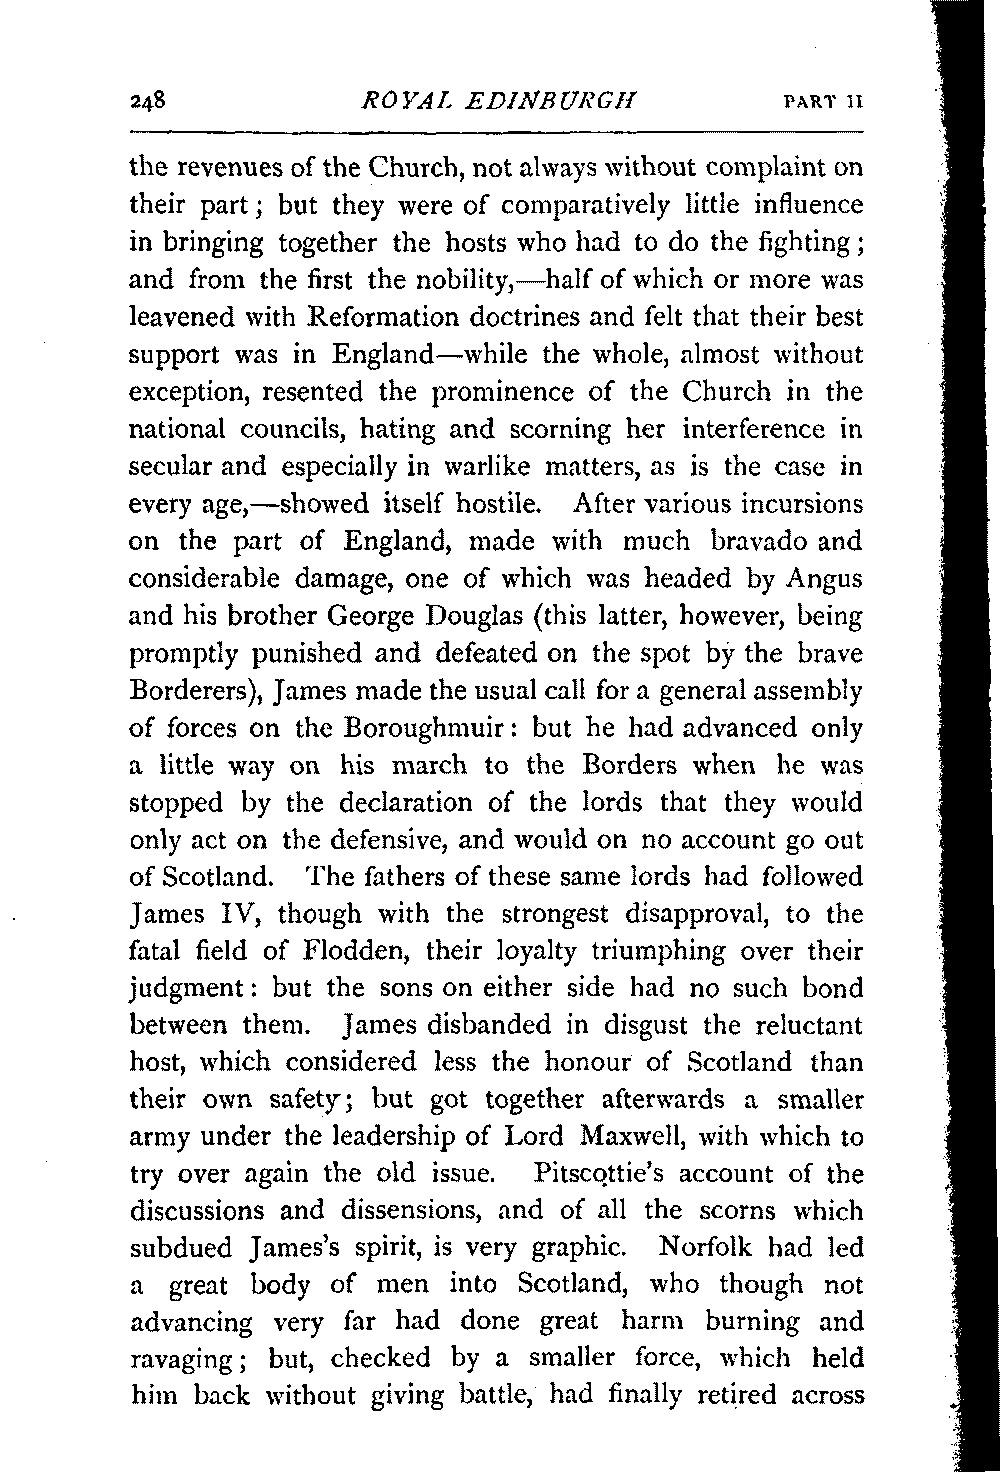 248 ROYAL EDINBURGH PART II
the revenues of the Church, not always without complaint on
their part; but they were of comparatively little influence
in bringing together the hosts who had to do the fighting;
and from the first the nobility,—half of which or more was
leavened with Reformation doctrines and felt that their best
support was in England—while the whole, almost without
exception, resented the prominence of the Church in the
national councils, hating and scorning her interference in
secular and especially in warlike matters, as is the case in
every age,—showed itself hostile. After various incursions
on the part of England, made with much bravado and
considerable damage, one of which was headed by Angus
and his brother George Douglas (this latter, however, being
promptly punished and defeated on the spot by the brave
Borderers), James made the usual call for a general assembly
of forces on the Boroughmuir: but he had advanced only
a little way on his march to the Borders when he was
stopped by the declaration of the lords that they would
only act on the defensive, and would on no account go out
of Scotland. The fathers of these same lords had followed
James IV, though with the strongest disapproval, to the
fatal field of Flodden, their loyalty triumphing over their
judgment: but the sons on either side had no such bond
between them. James disbanded in disgust the reluctant
host, which considered less the honour of Scotland than
their own safety; but got together afterwards a smaller
army under the leadership of Lord Maxwell, with which to
try over again the old issue. Pitscottie's account of the
discussions and dissensions, and of all the scorns which
subdued James's spirit, is very graphic. Norfolk had led
a great body of men into Scotland, who though not
advancing very far had done great harm burning and
ravaging; but, checked by a smaller force, which held
him back without giving battle, had finally retired across